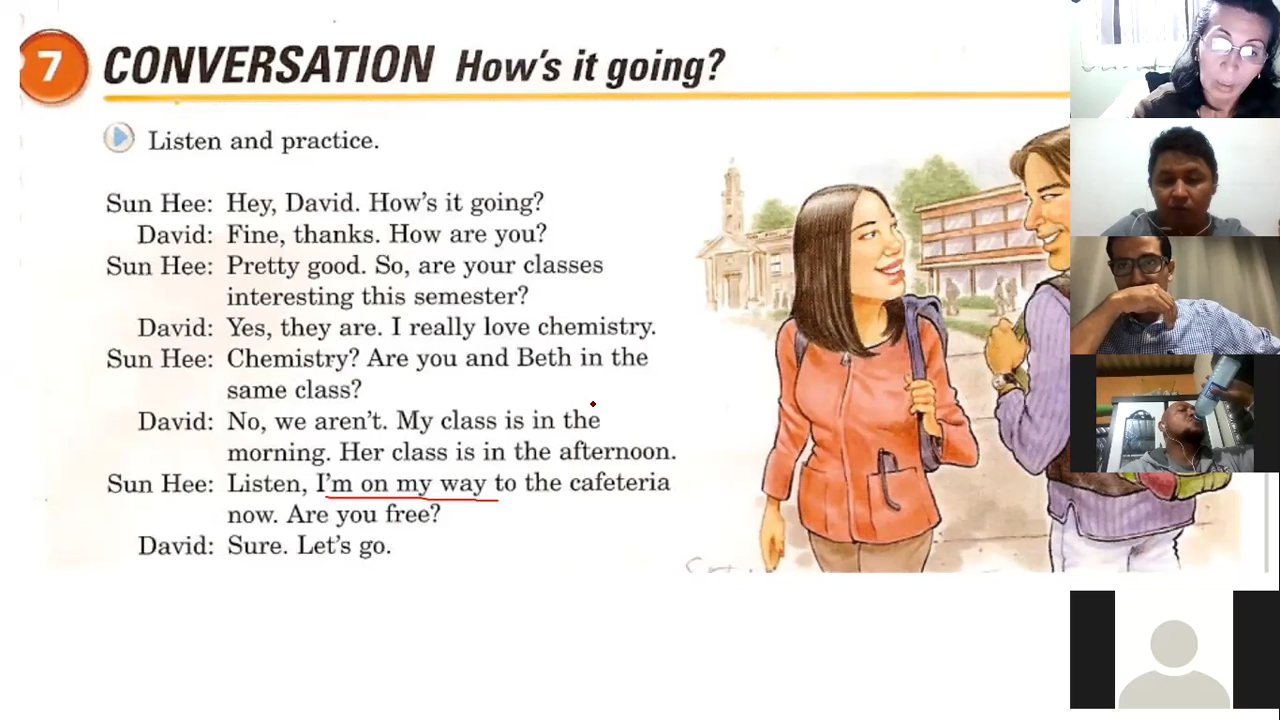 7 CONVERSATION How's it going?
Listen and practice.
Sun Hee: Hey, David. How's it going?
David: Fine, thanks. How are you?
Sun Hee: Pretty good. So, are your classes
interesting this semester?
David: Yes, they are. I really love chemistry.
Sun Hee: Chemistry? Are you and Beth in the
same class?
David: No, we aren't. My class is in the
morning. Her class is in the afternoon.
Sun Hee: Listen, I'm on my way to the cafeteria
now. Are you free?
David: Sure. Let's go.